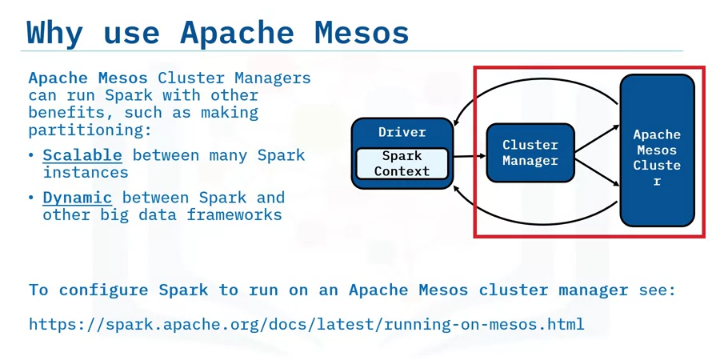 Why use Apache Mesos
Apache Mesos Cluster Managers
can run Spark with other
benefits, such as making
partitioning:
• Scalable between many Spark
instances
• Dynamic between Spark and
other big data frameworks
Driver
Spark
Context
Cluster
Manager
Apache
Mesos
Cluste
r
To configure Spark to run on an Apache Mesos cluster manager see:
https://spark.apache.org/docs/latest/running-on-mesos.html